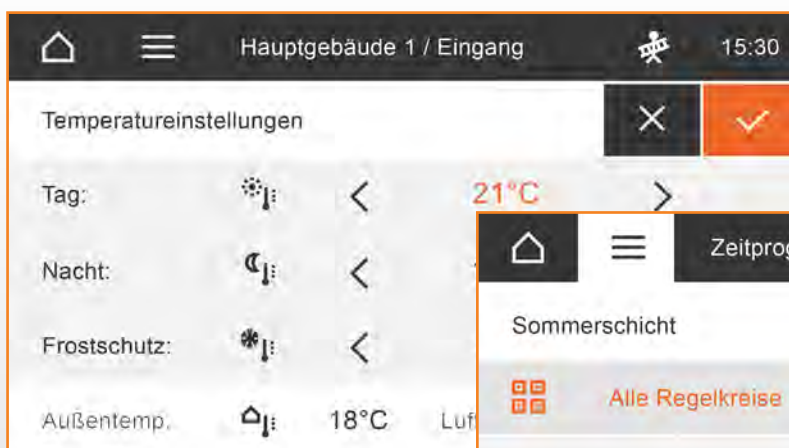 Hauptgebäude 1 / Eingang 15:30
Temperatureinstellungen
Tag: 21°C
Nacht:
Frostschutz:
Außentemp. 18°C
Sommerschicht
Alle Regelkreise